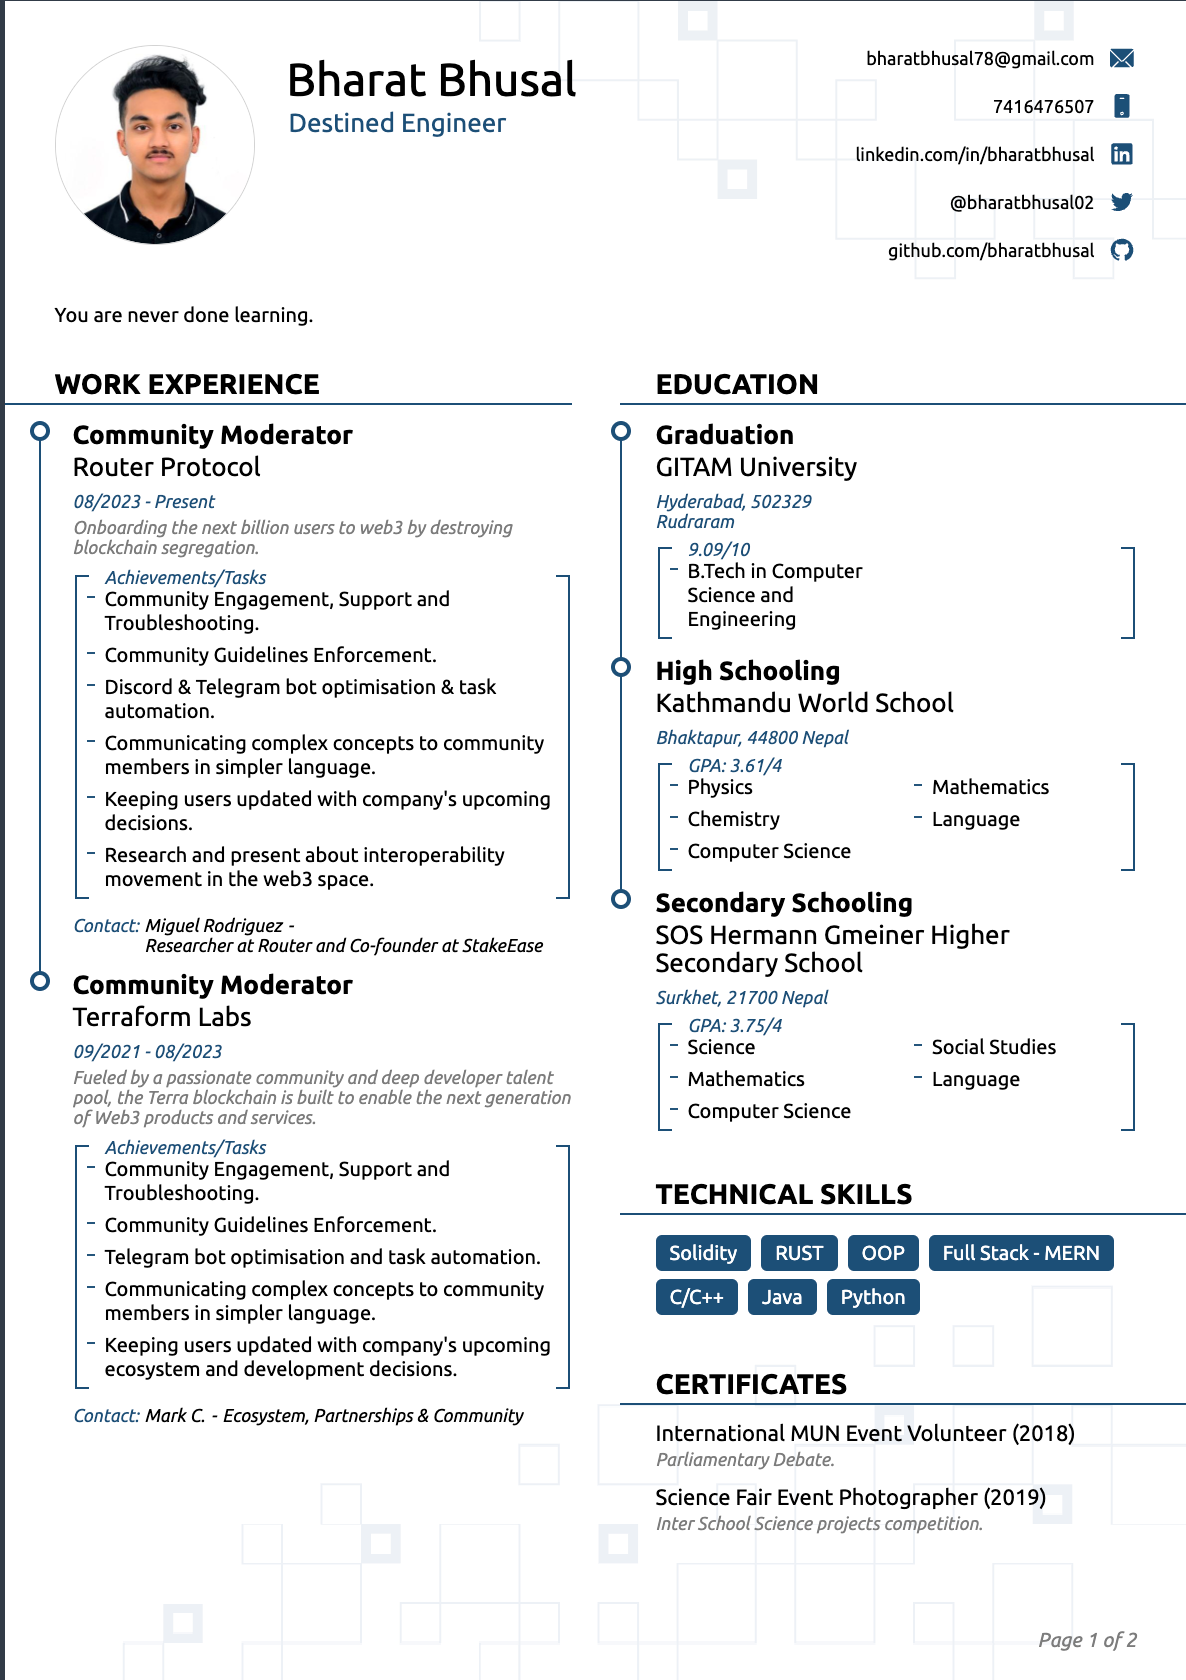 Bharat Bhusal
Destined Engineer
bharatbhusal78@gmail.com
7416476507
linkedin.com/in/bharatbhusal
@bharatbhusal02
github.com/bharatbhusal
You are never done learning.
WORK EXPERIENCE
Community Moderator
Router Protocol
08/2023 - Present
Onboarding the next billion users to web3 by destroying
blockchain segregation.
Achievements/Tasks
Community Engagement, Support and
Troubleshooting.
Community Guidelines Enforcement.
Discord & Telegram bot optimisation & task
automation.
Communicating complex concepts to community
members in simpler language.
Keeping users updated with company's upcoming
decisions.
Research and present about interoperability
movement in the web3 space.
Contact: Miguel Rodriguez -
Researcher at Router and Co-founder at StakeEase
Community Moderator
Terraform Labs
09/2021 - 08/2023
Fueled by a passionate community and deep developer talent
pool, the Terra blockchain is built to enable the next generation
of Web3 products and services.
Achievements/Tasks
Community Engagement, Support and
Troubleshooting.
Community Guidelines Enforcement.
Telegram bot optimisation and task automation.
Communicating complex concepts to community
members in simpler language.
Keeping users updated with company's upcoming
ecosystem and development decisions.
Contact: Mark C. - Ecosystem, Partnerships & Community
EDUCATION
Graduation
GITAM University
Hyderabad, 502329
Rudraram
9.09/10
B.Tech in Computer
Science and
Engineering
High Schooling
Kathmandu World School
Bhaktapur, 44800 Nepal
GPA: 3.61/4
Physics
Mathematics
Chemistry
Language
Computer Science
Secondary Schooling
SOS Hermann Gmeiner Higher
Secondary School
Surkhet, 21700 Nepal
GPA: 3.75/4
Science
Social Studies
Mathematics
Language
Computer Science
TECHNICAL SKILLS
Solidity RUST OOP Full Stack - MERN
C/C++ Java Python
CERTIFICATES
International MUN Event Volunteer (2018)
Parliamentary Debate.
Science Fair Event Photographer (2019)
Inter School Science projects competition.
Page 1 of 2